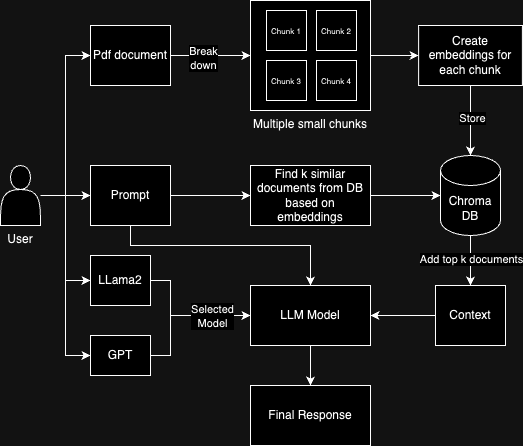 Chunk 1
Chunk 2
Pdf document
Break
down
Create
embeddings for
each chunk
Chunk 3
Chunk 4
Multiple small chunks
Store
Prompt
Find k similar
documents from DB
based on
embeddings
Chroma
DB
User
Add top k documents
LLama2
Selected
Model
LLM Model
Context
GPT
Final Response